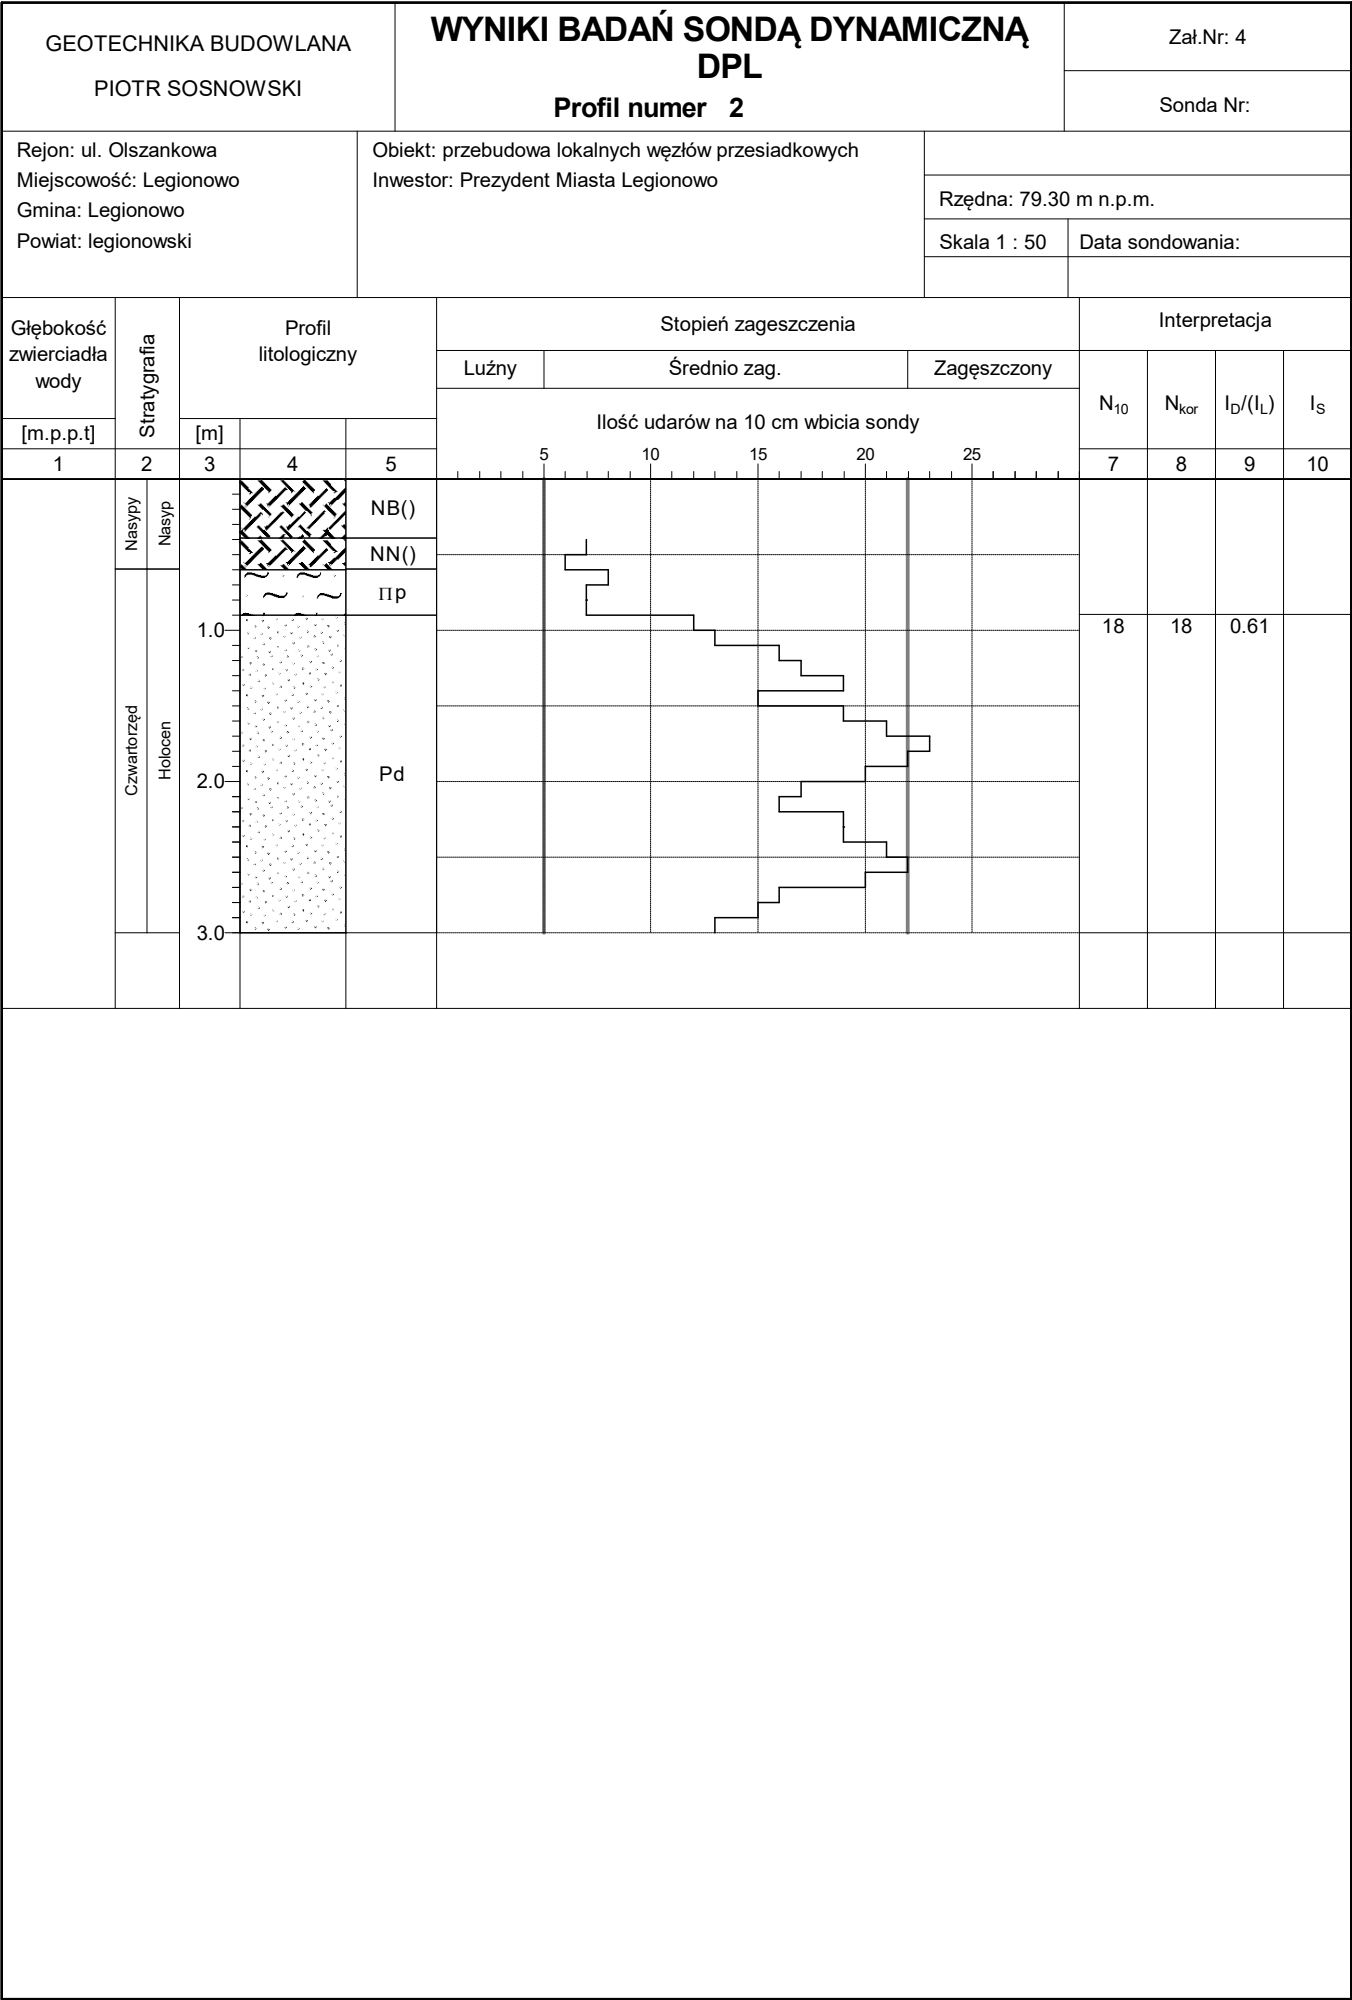 GEOTECHNIKA BUDOWLANA
PIOTR SOSNOWSKI
WYNIKI BADAŃ SONDĄ DYNAMICZNĄ
DPL
Profil numer 2
Zał.Nr: 4
Sonda Nr:
Rejon: ul. Olszankowa
Miejscowość: Legionowo
Gmina: Legionowo
Powiat: legionowski
Obiekt: przebudowa lokalnych węzłów przesiadkowych
Inwestor: Prezydent Miasta Legionowo
Rzędna: 79.30 m n.p.m.
Skala 1 : 50
Data sondowania:
Głębokość
zwierciadła
wody
[m.p.p.t]
Stratygrafia
Profil
litologiczny
[m]
Stopień zageszczenia
Luźny
Średnio zag.
Zagęszczony
Ilość udarów na 10 cm wbicia sondy
5 10 15 20 25
Interpretacja
N10
Nkor
ID/(IL)
IS
1 2 3 4 5 7 8 9 10
Nasypy
Nasyp
NB()
NN()
Πp
1.0
18 18 0.61
Czwartorzęd
Holocen
Pd
2.0
3.0